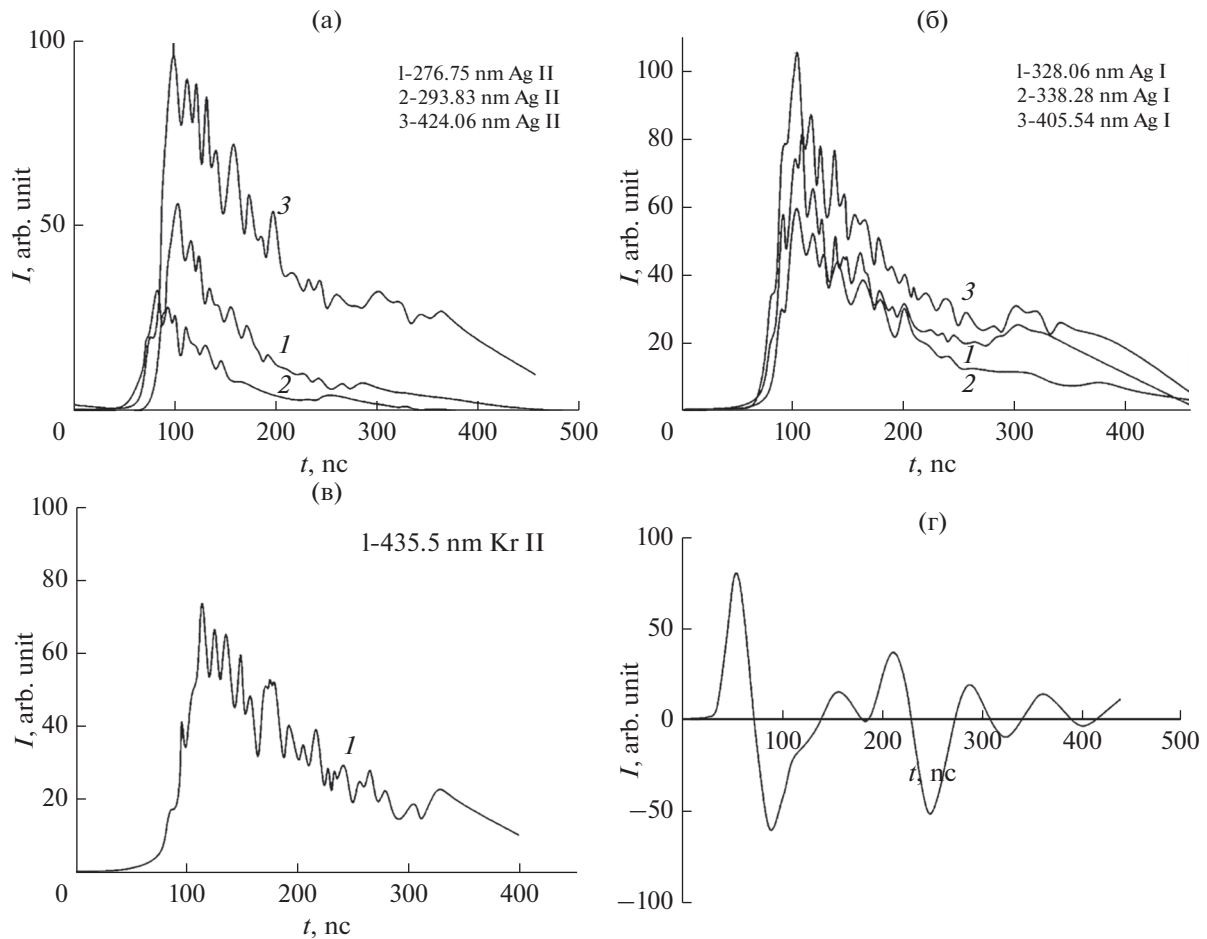 (а)
100
50
0
100
200
300
400
500
I, arb. unit
t, nc
l-276.75 nm Ag II
2-293.83 nm Ag II
3-424.06 nm Ag II
3
1
2
(б)
100
80
60
40
20
0
100
200
300
400
I, arb. unit
t, nc
l-328.06 nm Ag I
2-338.28 nm Ag I
3-405.54 nm Ag I
3
1
2
(в)
100
80
60
40
20
0
100
200
300
400
I, arb. unit
t, nc
l-435.5 nm Kr II
1
(г)
100
50
0
−50
−100
100
200
300
400
500
I, arb. unit
t, nc